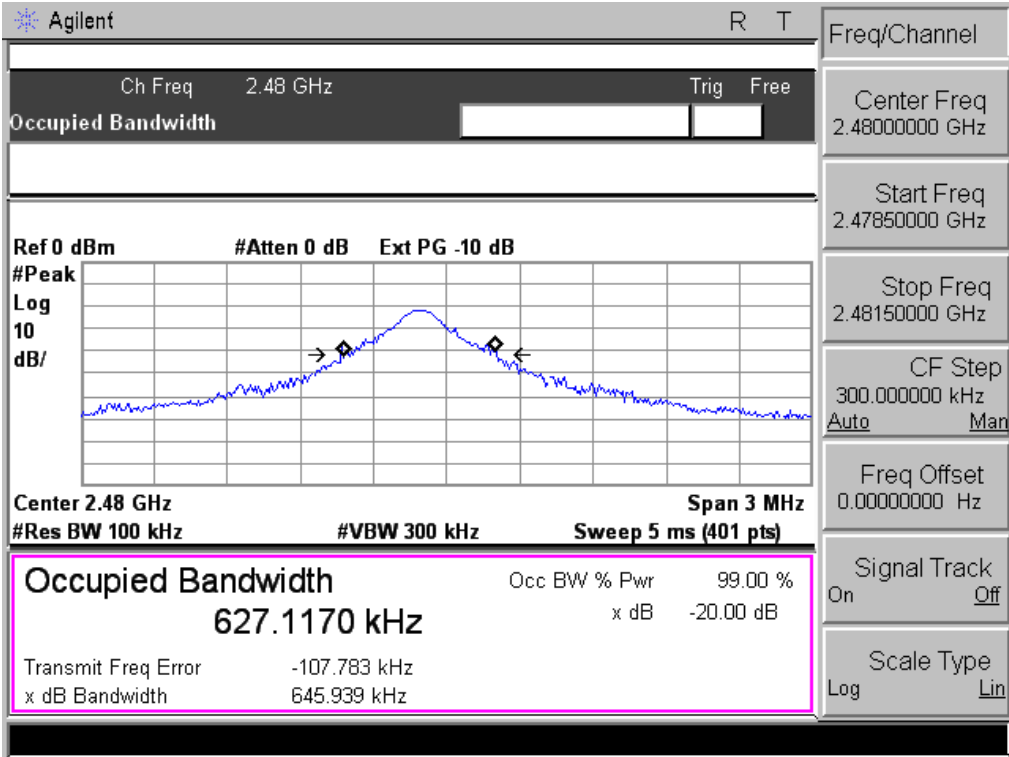 Agilent R T
Ch Freq 2.48 GHz Trig Free
Occupied Bandwidth
Ref 0 dBm #Atten 0 dB Ext PG -10 dB
#Peak
Log
10
dB/
Center 2.48 GHz Span 3 MHz
#Res BW 100 kHz #VBW 300 kHz Sweep 5 ms (401 pts)
Occupied Bandwidth Occ BW % Pwr 99.00 %
627.1170 kHz x dB -20.00 dB
Transmit Freq Error -107.783 kHz
x dB Bandwidth 645.939 kHz
Freq/Channel
Center Freq
2.48000000 GHz
Start Freq
2.47850000 GHz
Stop Freq
2.48150000 GHz
CF Step
300.000000 kHz
Auto Man
Freq Offset
0.00000000 Hz
Signal Track
On Off
Scale Type
Log Lin